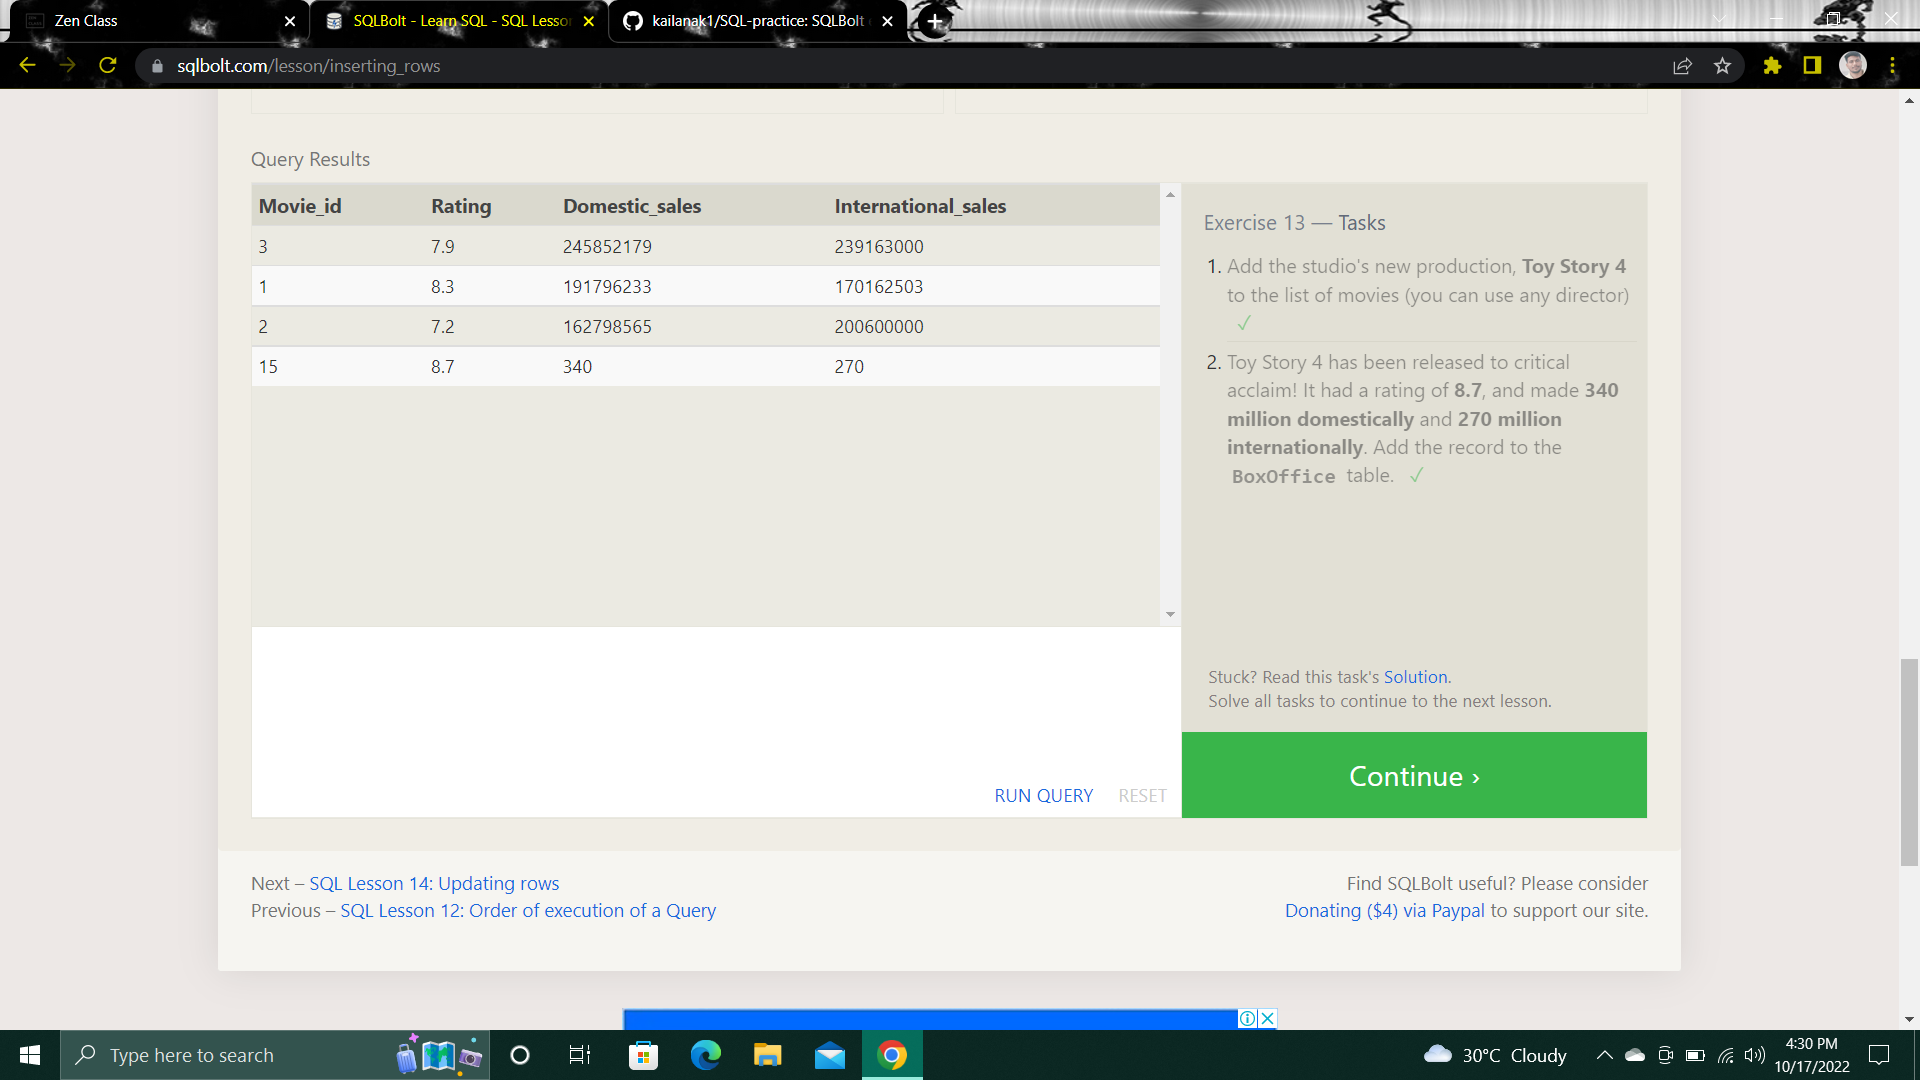 Zen Class
SQLBolt - Learn SQL - SQL Lesso
kailanak1/SQL-practice: SQLBolt
sqlbolt.com/lesson/inserting_rows
Query Results
Movie_id Rating Domestic_sales International_sales
3 7.9 245852179 239163000
1 8.3 191796233 170162503
2 7.2 162798565 200600000
15 8.7 340 270
RUN QUERY RESET
Exercise 13 — Tasks
1. Add the studio's new production, Toy Story 4
to the list of movies (you can use any director)
✓
2. Toy Story 4 has been released to critical
acclaim! It had a rating of 8.7, and made 340
million domestically and 270 million
internationally. Add the record to the
BoxOffice table. ✓
Stuck? Read this task's Solution.
Solve all tasks to continue to the next lesson.
Continue ›
Next – SQL Lesson 14: Updating rows
Previous – SQL Lesson 12: Order of execution of a Query
Find SQLBolt useful? Please consider
Donating ($4) via Paypal to support our site.
Type here to search
30°C Cloudy
4:30 PM
10/17/2022